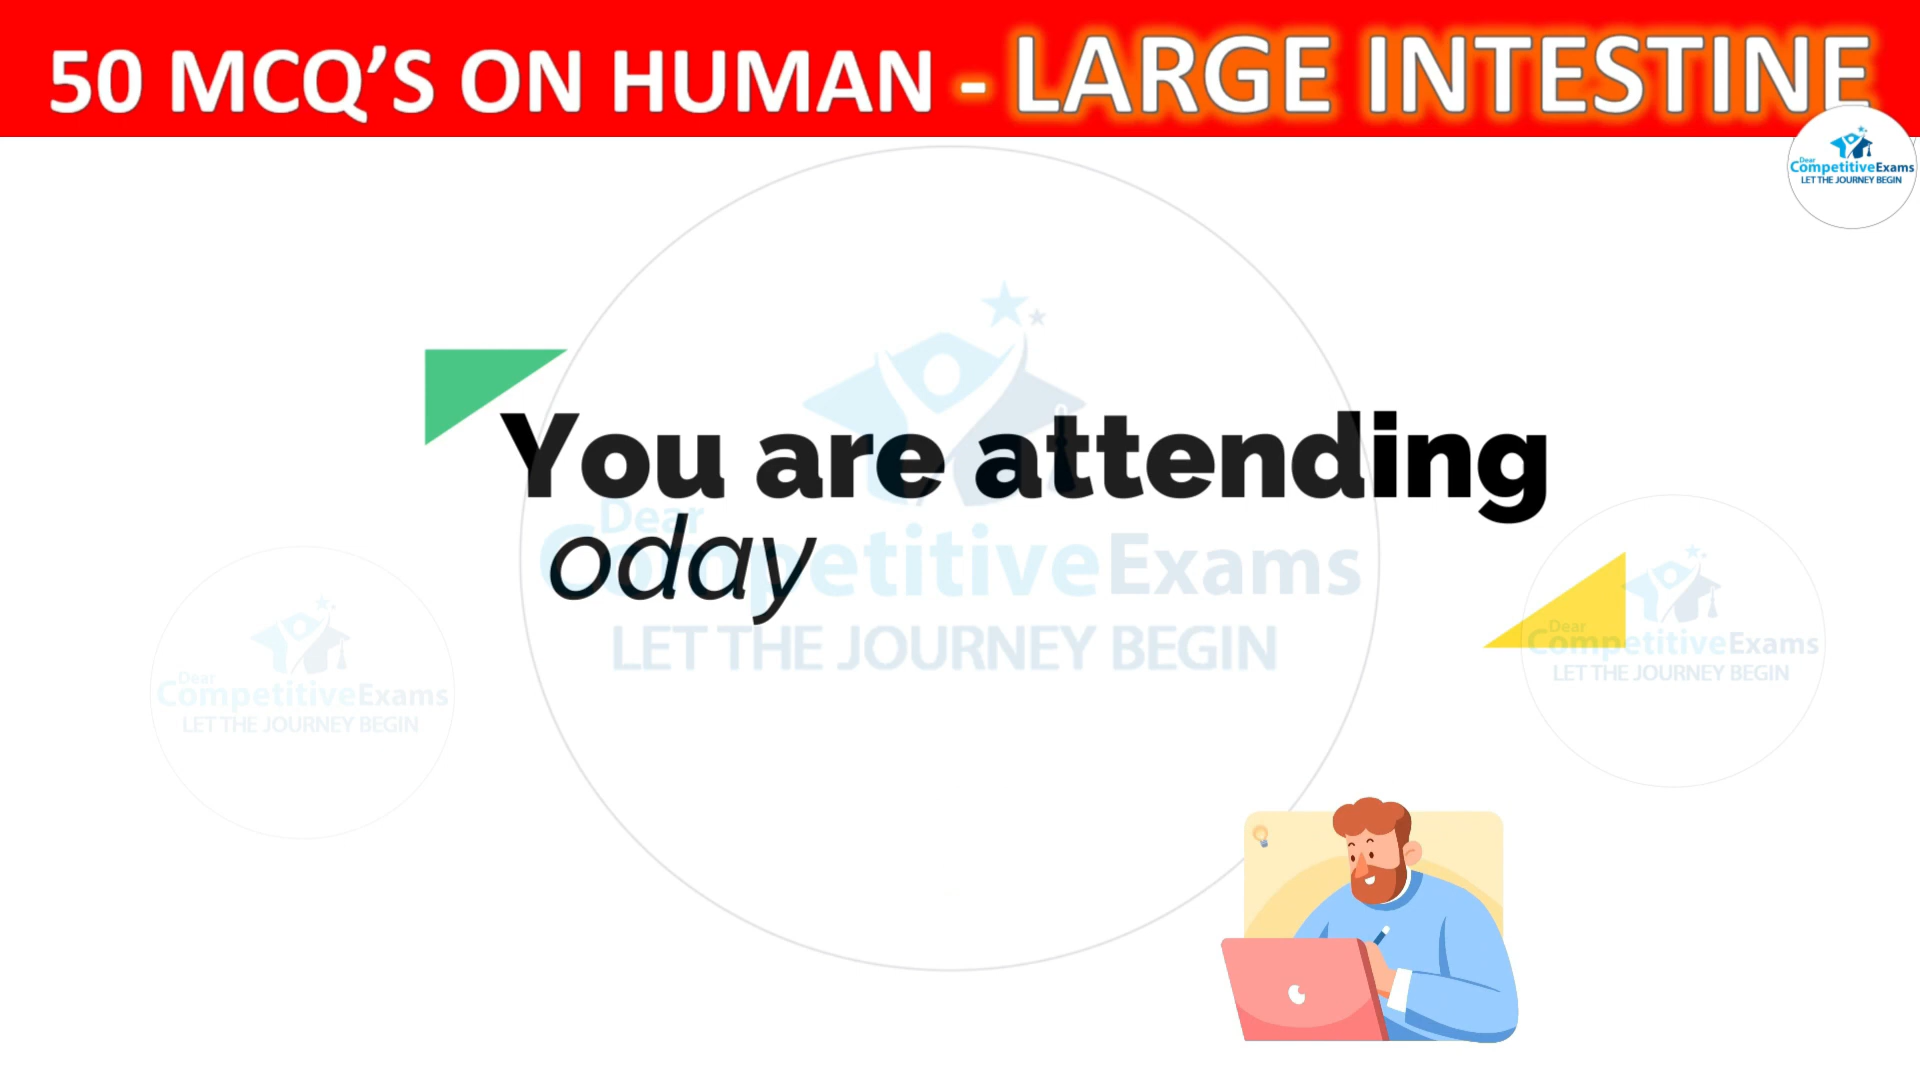 50 MCQ’S ON HUMAN - LARGE INTESTINE
Dear
CompetitiveExams
LET THE JOURNEY BEGIN
You are attending
oday
Dear
CompetitiveExams
LET THE JOURNEY BEGIN
Dear
CompetitiveExams
LET THE JOURNEY BEGIN
Dear
CompetitiveExams
LET THE JOURNEY BEGIN